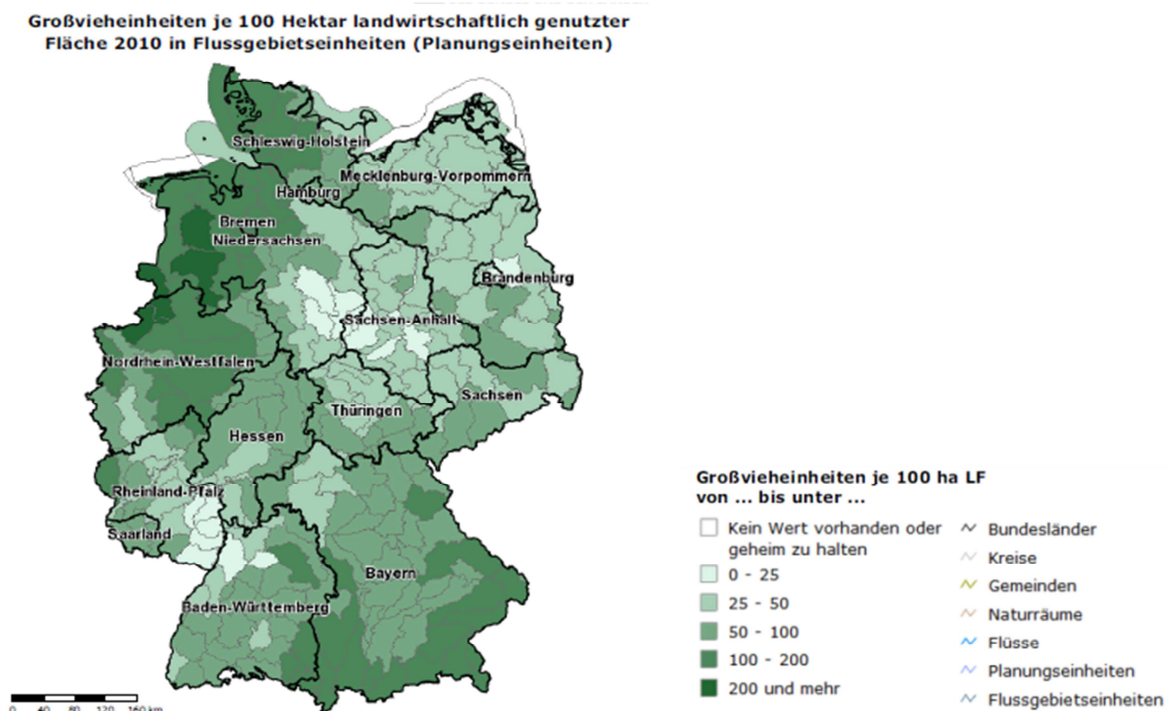 Großvieheinheiten je 100 Hektar landwirtschaftlich genutzter
Fläche 2010 in Flussgebietseinheiten (Planungseinheiten)
Schleswig-Holstein
Mecklenburg-Vorpommern
Hamburg
Bremen
Niedersachsen
Brandenburg
Sachsen-Anhalt
Nordrhein-Westfalen
Sachsen
Thüringen
Hessen
Rheinland-Pfalz
Saarland
Bayern
Baden-Württemberg
0 40 80 120 160 km
Großvieheinheiten je 100 ha LF
von ... bis unter ...
Kein Wert vorhanden oder
geheim zu halten
0 - 25
25 - 50
50 - 100
100 - 200
200 und mehr
Bundesländer
Kreise
Gemeinden
Naturräume
Flüsse
Planungseinheiten
Flussgebietseinheiten